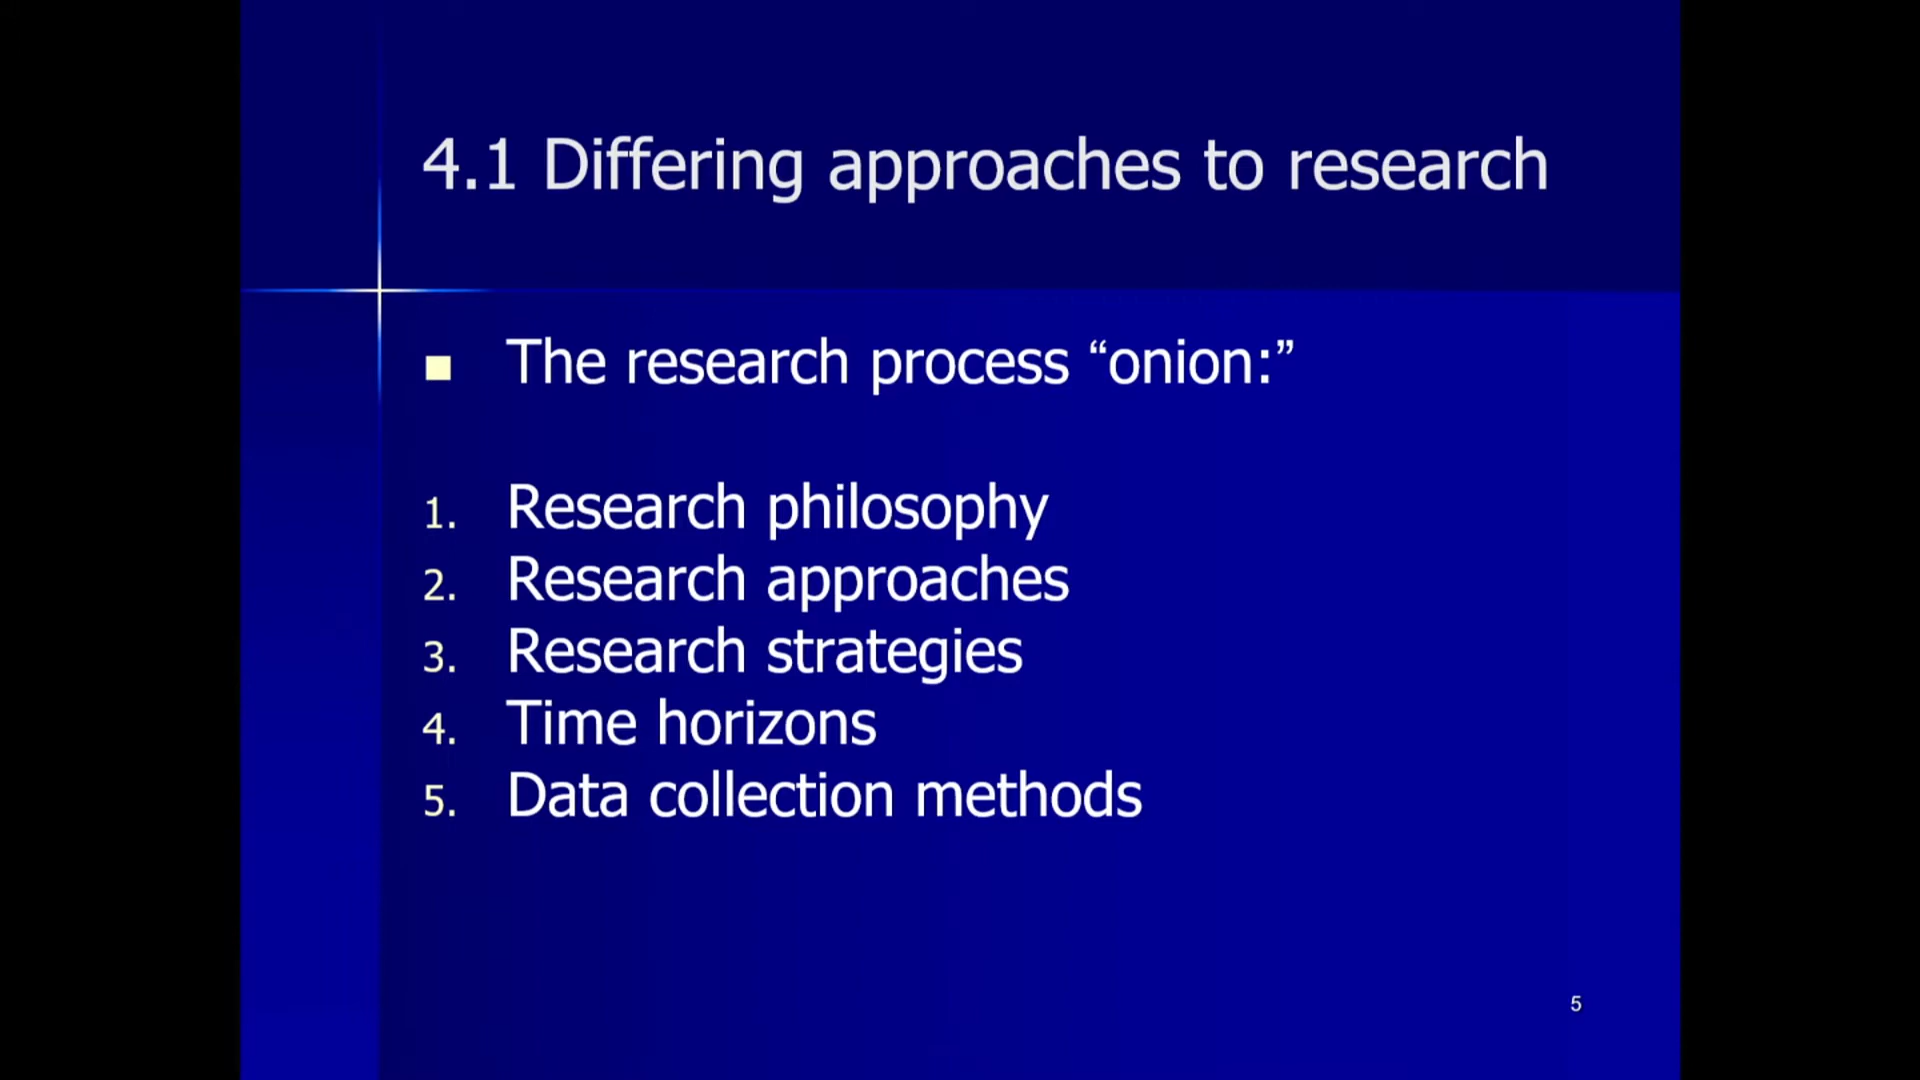 4.1 Differing approaches to research
■ The research process “onion:”
1. Research philosophy
2. Research approaches
3. Research strategies
4. Time horizons
5. Data collection methods
5